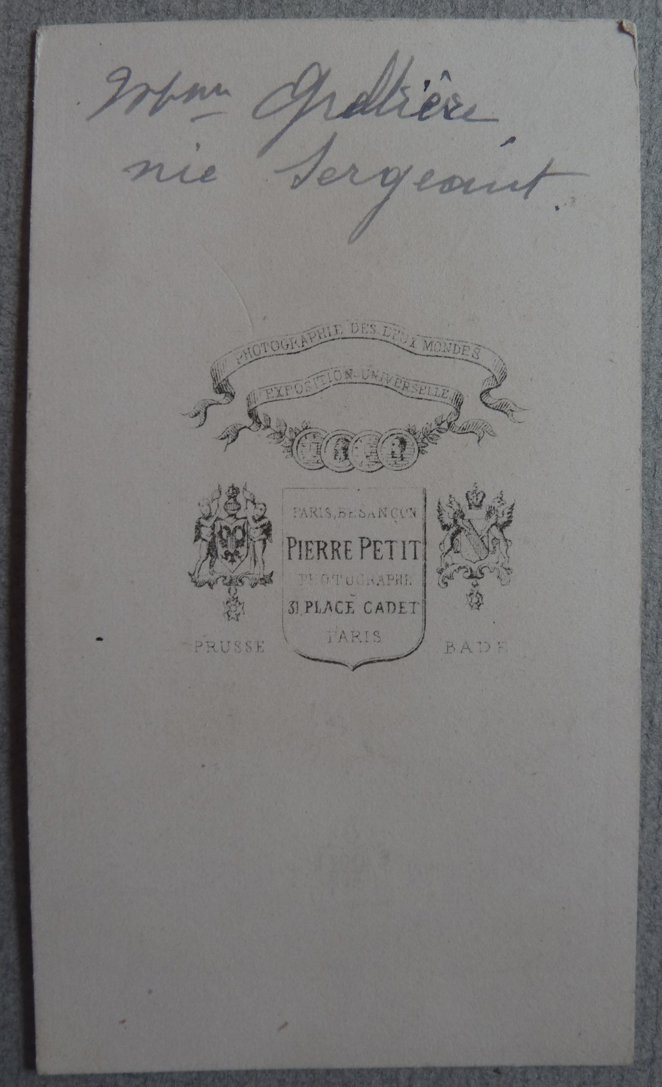 Mme
née Sergeant
PHOTOGRAPHIE DES DEUX MONDES
EXPOSITION UNIVERSELLE
PARIS, BESANÇON
PIERRE PETIT
PHOTOGRAPHE
31, PLACE CADET
PARIS
PRUSSE
BADE